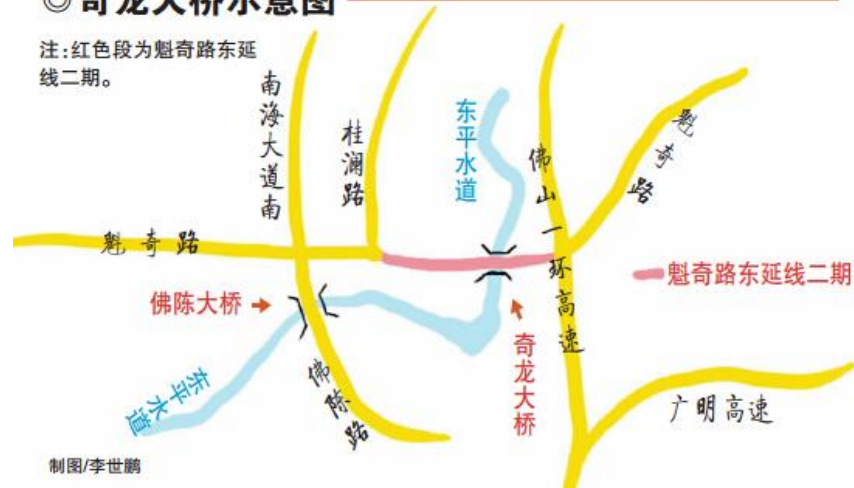 ◎奇龙大桥示意图
注:红色段为魁奇路东延
线二期。
南海大道南
桂澜路
东平水道
佛山一环高速
魁奇路
魁奇路
魁奇路东延线二期
佛陈大桥
奇龙大桥
东平水道
佛陈路
广明高速
制图/李世鹏